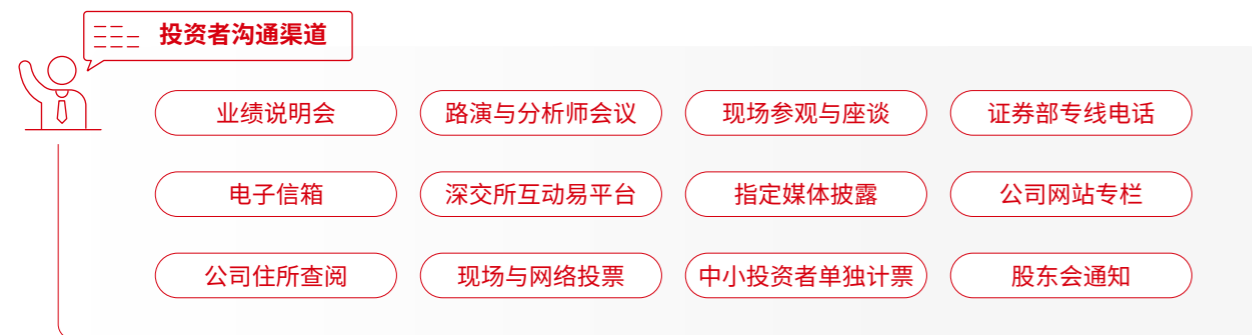 投资者沟通渠道
业绩说明会
路演与分析师会议
现场参观与座谈
证券部专线电话
电子信箱
深交所互动易平台
指定媒体披露
公司网站专栏
公司住所查阅
现场与网络投票
中小投资者单独计票
股东会通知